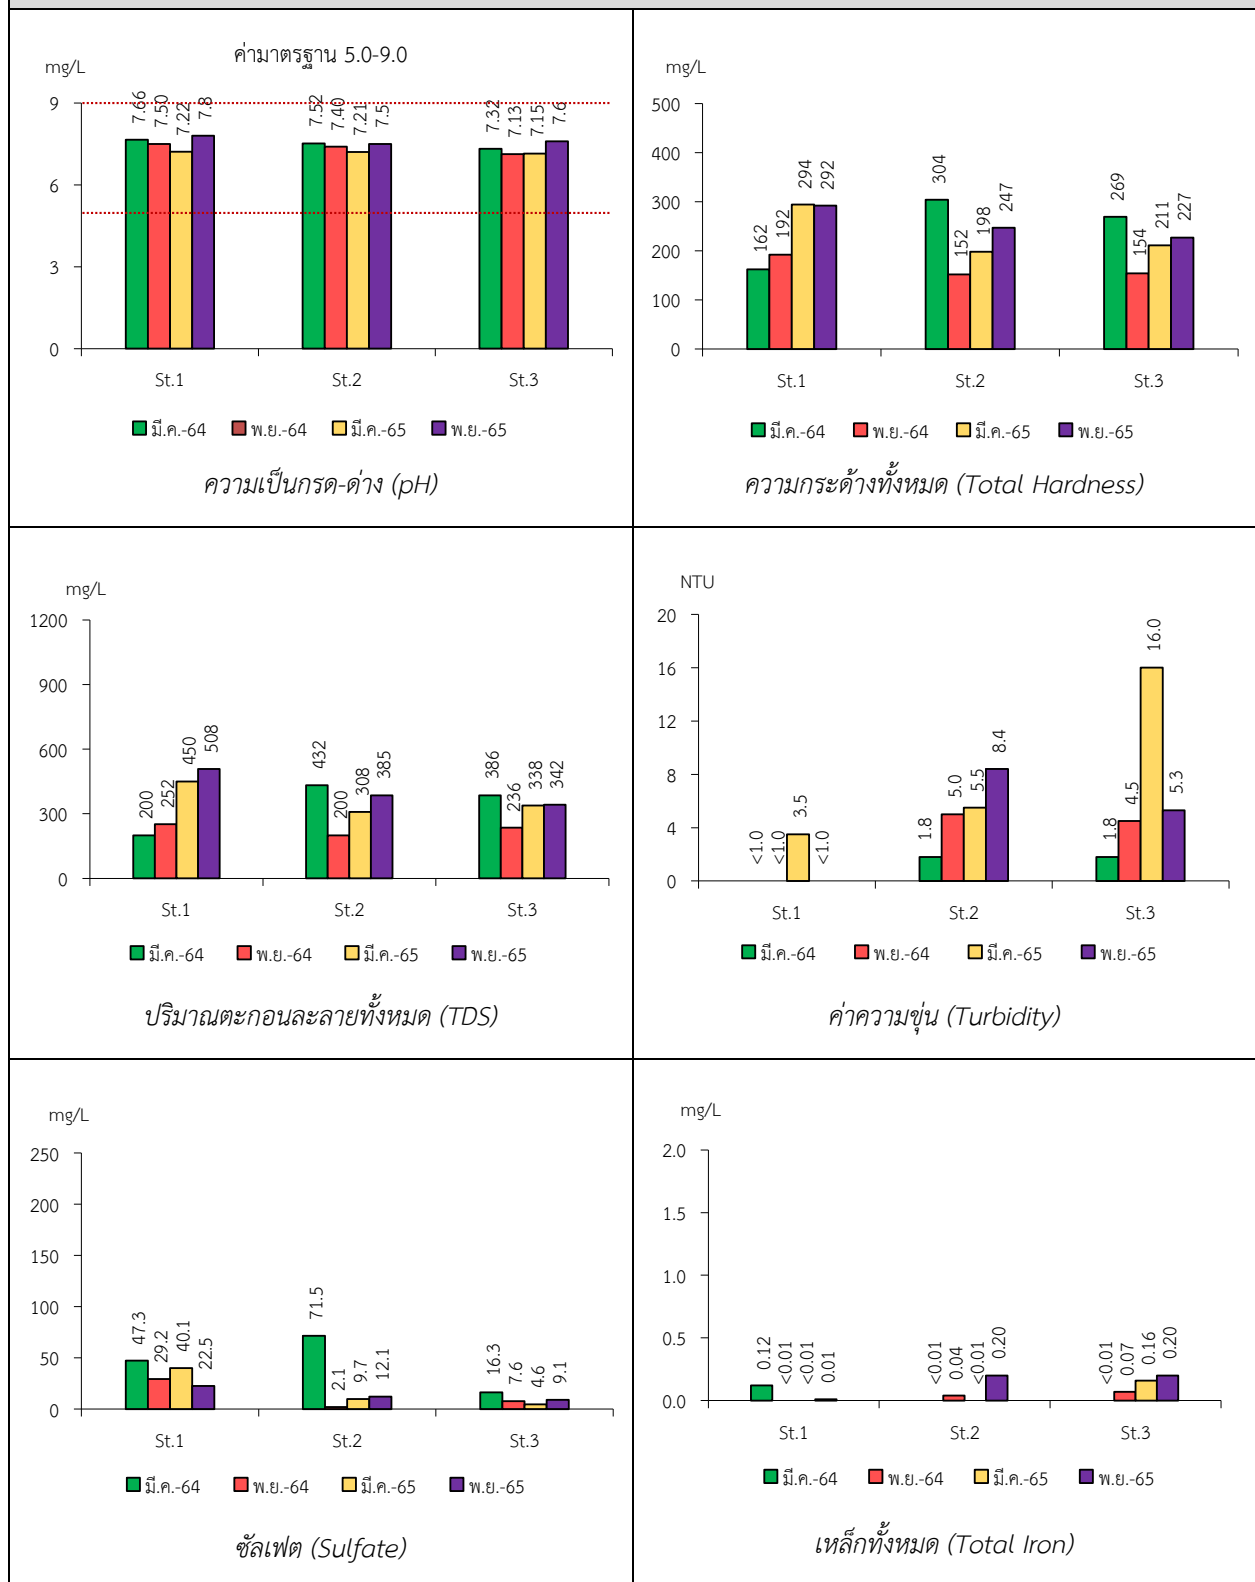 ค่ามาตรฐาน 5.0-9.0
mg/L
9
6
3
0
7.66 7.50 7.22 7.8
7.52 7.40 7.21 7.5
7.32 7.13 7.15 7.6
St.1 St.2 St.3
มี.ค.-64 พ.ย.-64 มี.ค.-65 พ.ย.-65
ความเป็นกรด-ด่าง (pH)
mg/L
500
400
300
200
100
0
162 192 294 292
304 152 198 247
269 154 211 227
St.1 St.2 St.3
มี.ค.-64 พ.ย.-64 มี.ค.-65 พ.ย.-65
ความกระด้างทั้งหมด (Total Hardness)
mg/L
1200
900
600
300
0
200 252 450 508
432 200 308 385
386 236 338 342
St.1 St.2 St.3
มี.ค.-64 พ.ย.-64 มี.ค.-65 พ.ย.-65
ปริมาณตะกอนละลายทั้งหมด (TDS)
NTU
20
16
12
8
4
0
<1.0 <1.0 3.5 <1.0
1.8 5.0 5.5 8.4
1.8 4.5 16.0 5.3
St.1 St.2 St.3
มี.ค.-64 พ.ย.-64 มี.ค.-65 พ.ย.-65
ค่าความขุ่น (Turbidity)
mg/L
250
200
150
100
50
0
47.3 29.2 40.1 22.5
71.5 2.1 9.7 12.1
16.3 7.6 4.6 9.1
St.1 St.2 St.3
มี.ค.-64 พ.ย.-64 มี.ค.-65 พ.ย.-65
ซัลเฟต (Sulfate)
mg/L
2.0
1.5
1.0
0.5
0.0
0.12 <0.01 <0.01 0.01
<0.01 0.04 <0.01 0.20
<0.01 0.07 0.16 0.20
St.1 St.2 St.3
มี.ค.-64 พ.ย.-64 มี.ค.-65 พ.ย.-65
เหล็กทั้งหมด (Total Iron)